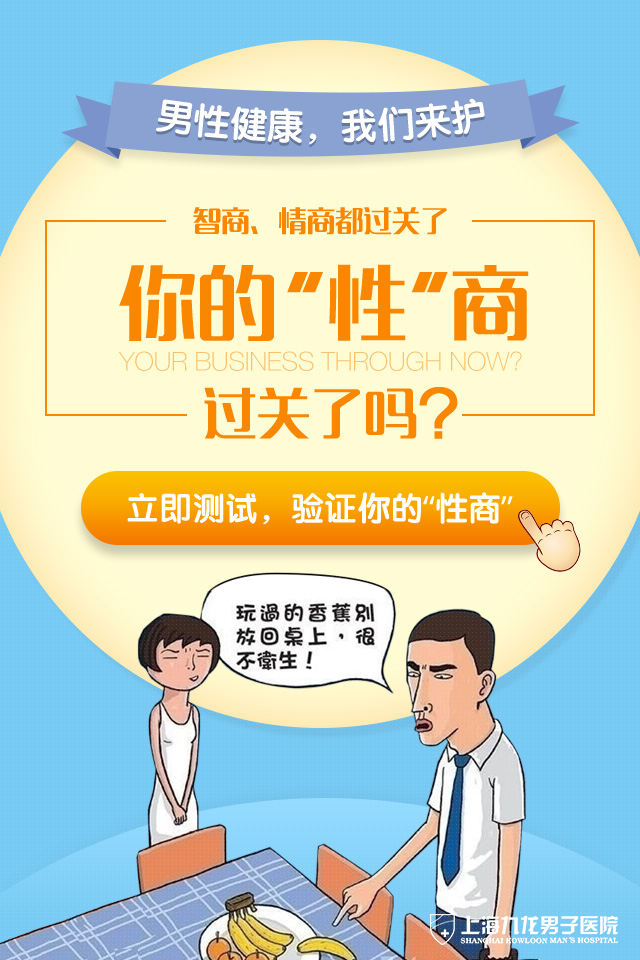 男性健康，我们来护
智商、情商都过关了
你的“性“商
YOUR BUSINESS THROUGH NOW?
过关了吗?
立即测试，验证你的“性商”
玩過的香蕉别
放回桌上，很
不衛生！
上海九龙男子医院
SHANGHAI KOWLOON MAN'S HOSPITAL